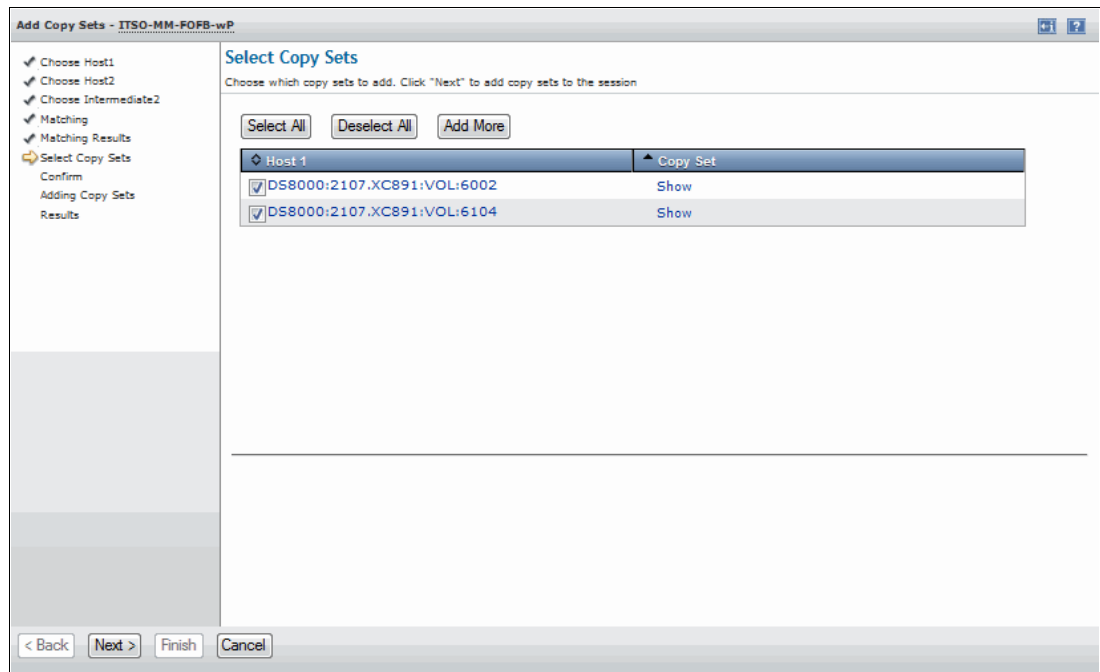 Add Copy Sets - ITSO-MM-FOFB-wP
?
Choose Host1
Choose Host2
Choose Intermediate2
Matching
Matching Results
Select Copy Sets
Confirm
Adding Copy Sets
Results
Select Copy Sets
Choose which copy sets to add. Click "Next" to add copy sets to the session
Select All Deselect All Add More
Host 1 Copy Set
DS8000:2107.XC891:VOL:6002 Show
DS8000:2107.XC891:VOL:6104 Show
< Back Next > Finish Cancel